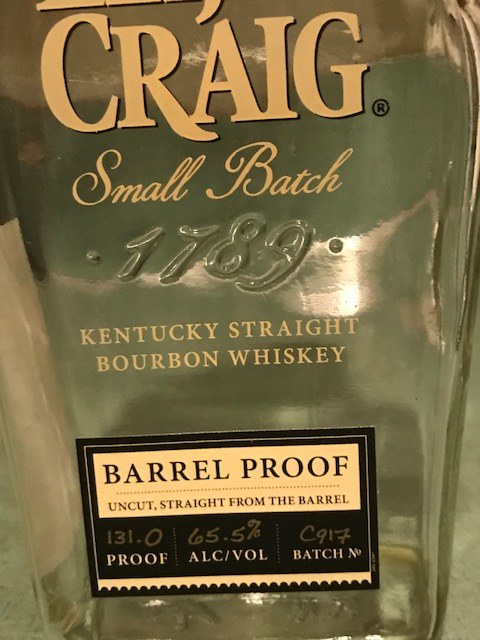 CRAIG®
Small Batch
· 1789 ·
KENTUCKY STRAIGHT
BOURBON WHISKEY
BARREL PROOF
UNCUT, STRAIGHT FROM THE BARREL
131.0 65.5% C917
PROOF ALC/VOL BATCH Nº